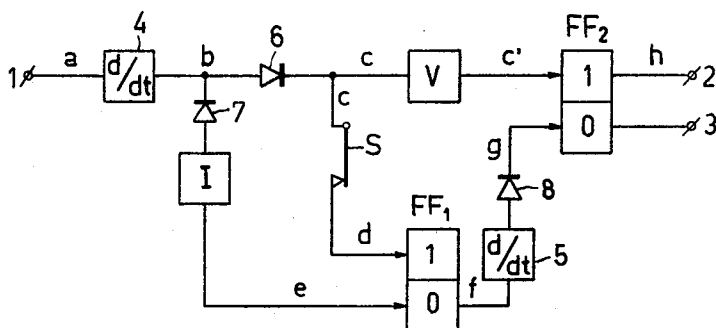 4
6
FF₂
1
a
d/dt
b
c
V
c'
1
h
2
7
c
0
3
I
S
g
8
FF₁
d
1
d/dt
5
e
0
f